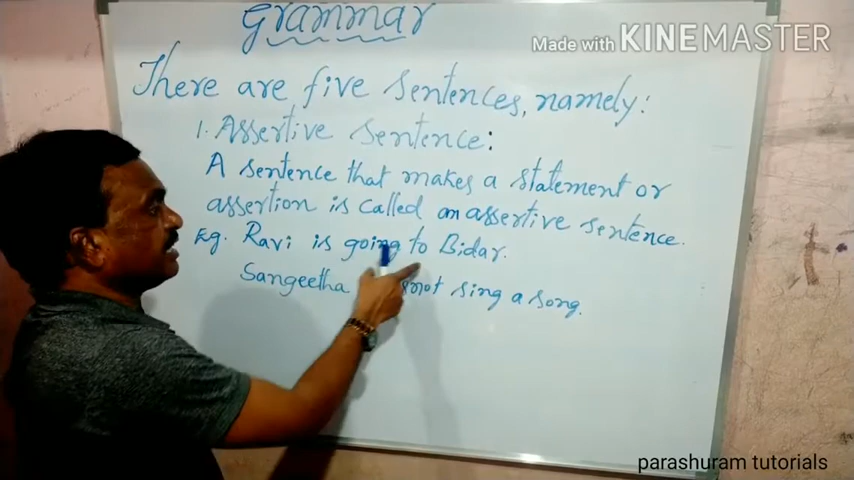 Grammar
Made with KINEMASTER
There are five sentences, namely:
1. Assertive sentence:
A sentence that makes a statement or
assertion is called an assertive sentence.
Eg. Ravi is going to Bidar.
Sangeetha not sing a song.
parashuram tutorials